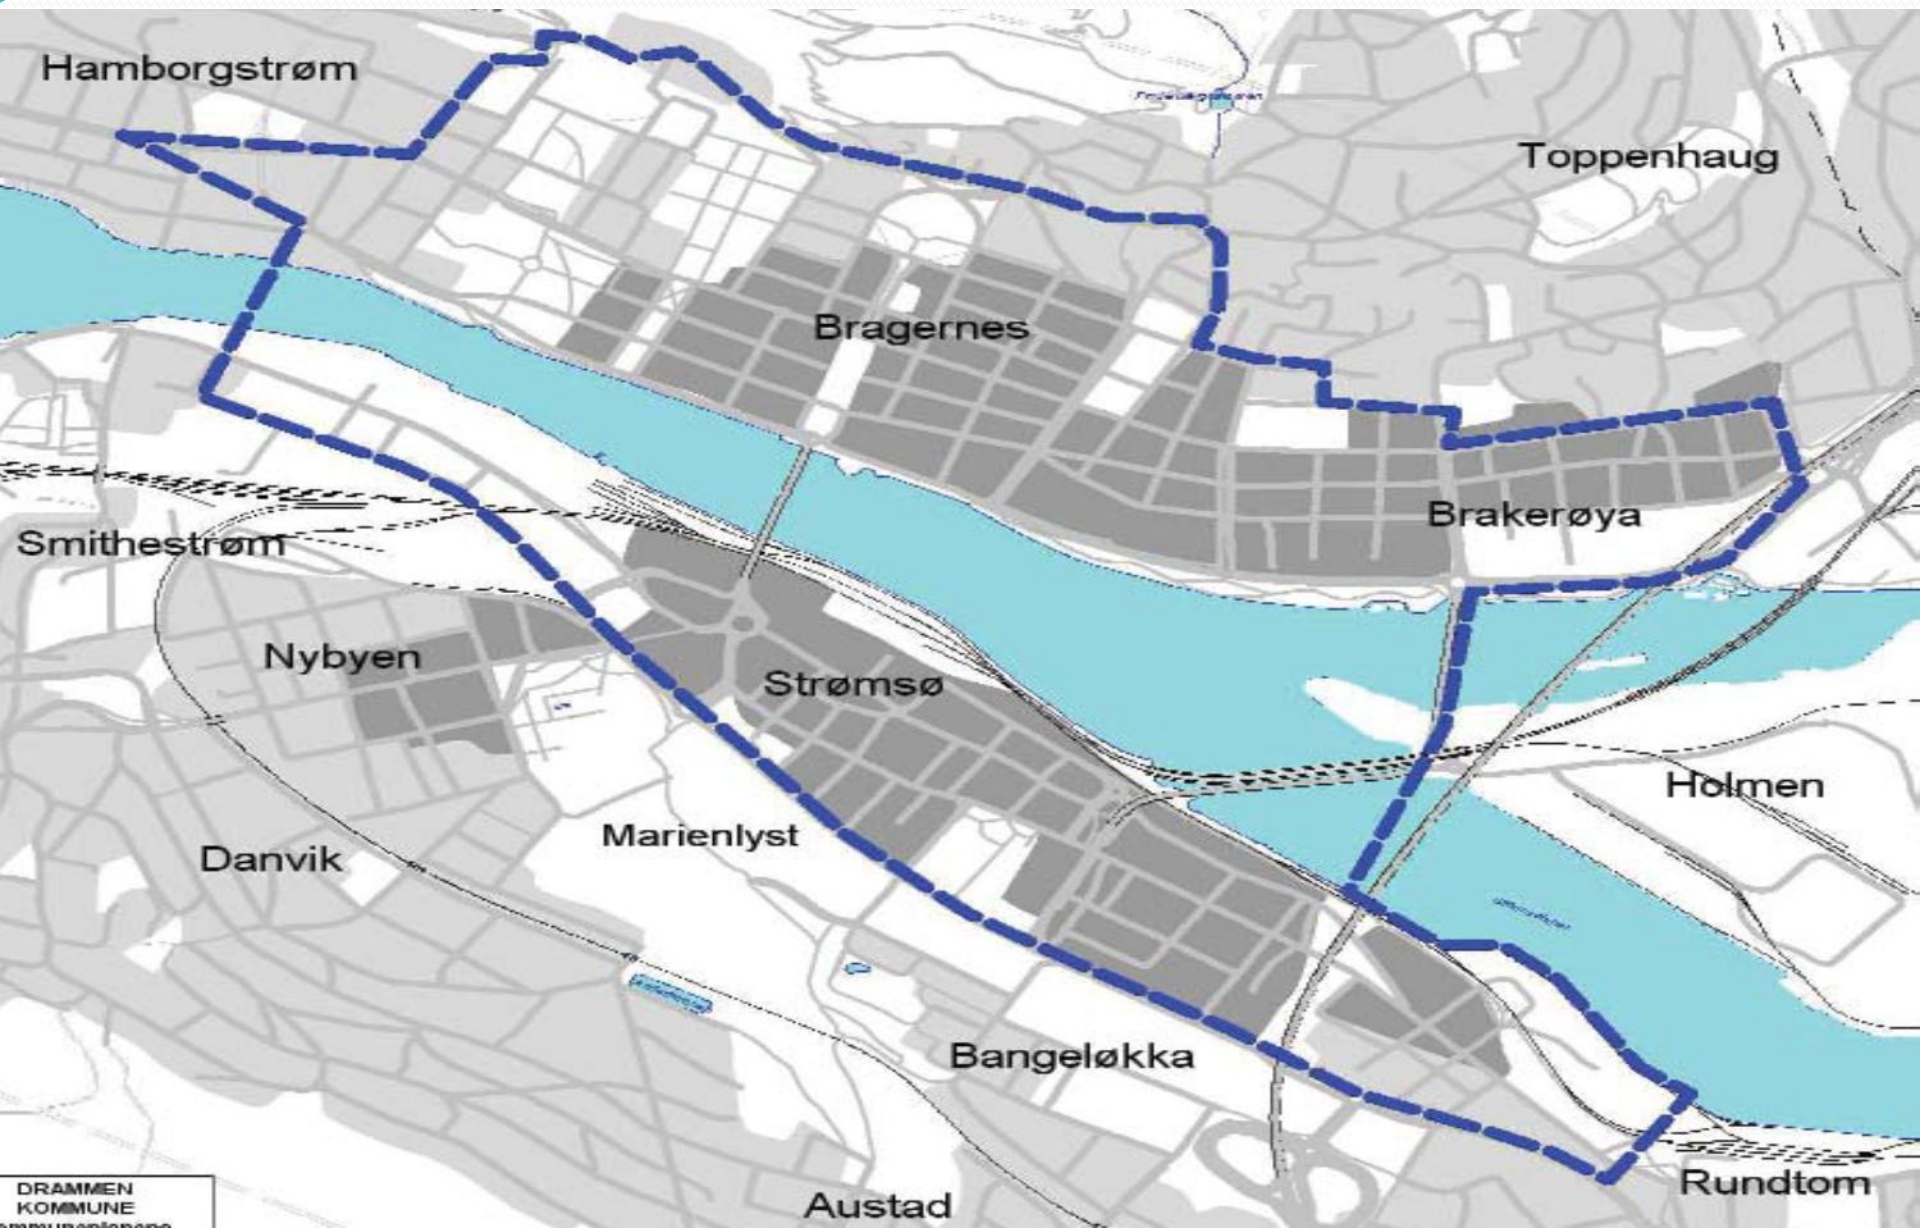 Hamborgstrøm
Toppenhaug
Bragernes
Brakerøya
Smithestrøm
Nybyen
Strømsø
Holmen
Marienlyst
Danvik
Bangeløkka
Rundtom
Austad
DRAMMEN
KOMMUNE